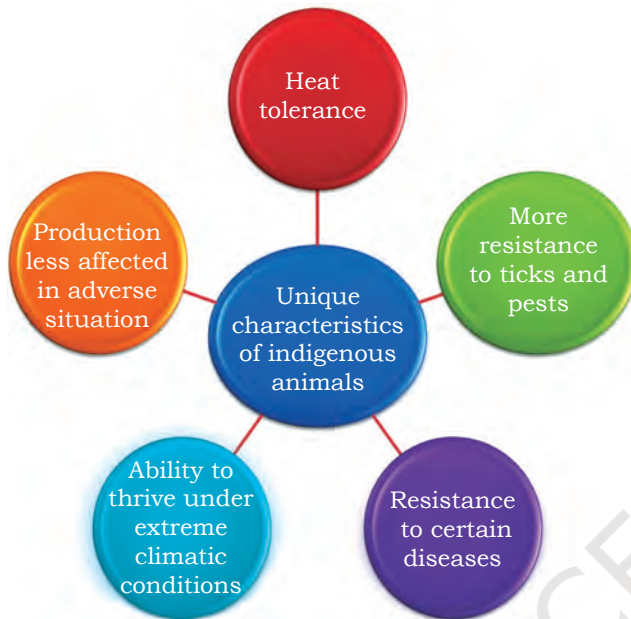 Heat
tolerance
Production
less affected
in adverse
situation
More
resistance
to ticks and
pests
Unique
characteristics
of indigenous
animals
Ability to
thrive under
extreme
climatic
conditions
Resistance
to certain
diseases